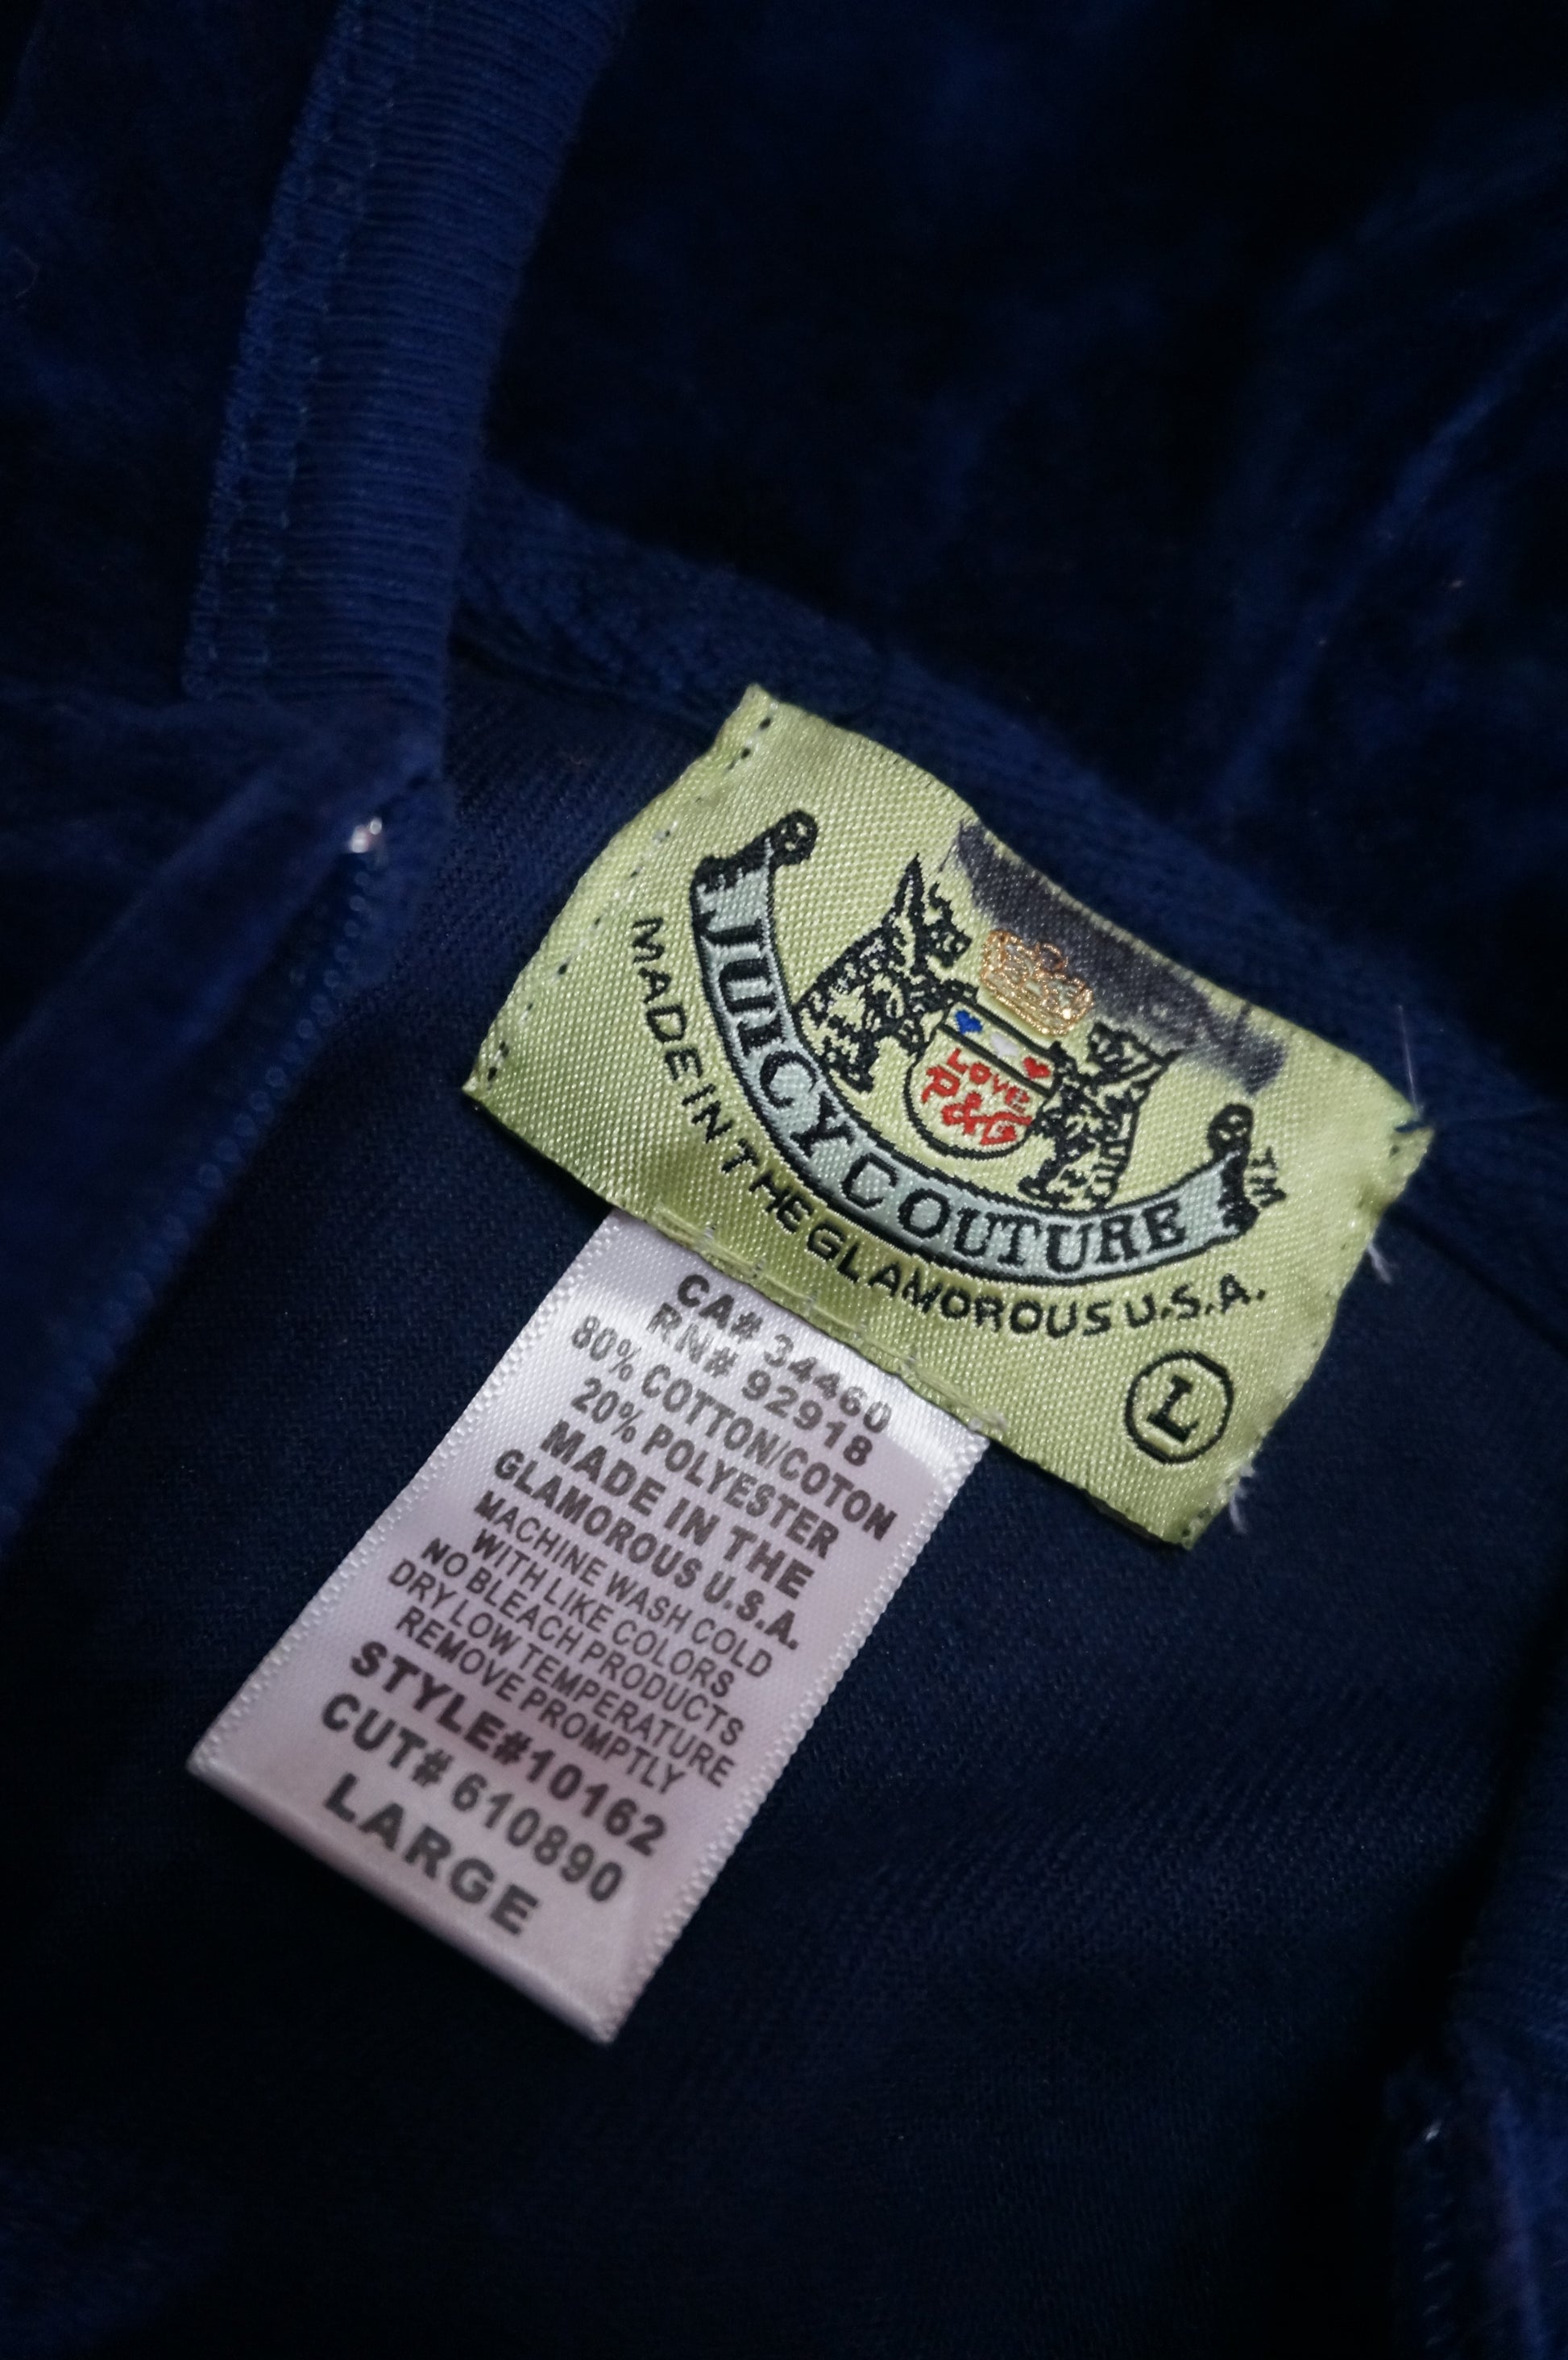 JUICY COUTURE
TM
LOVE
P&G
MADE IN THE GLAMOROUS U.S.A.
L
CA# 34460
RN# 92918
80% COTTON/COTON
20% POLYESTER
MADE IN THE
GLAMOROUS U.S.A.
MACHINE WASH COLD
WITH LIKE COLORS
NO BLEACH PRODUCTS
DRY LOW TEMPERATURE
REMOVE PROMPTLY
STYLE#10162
CUT# 610890
LARGE